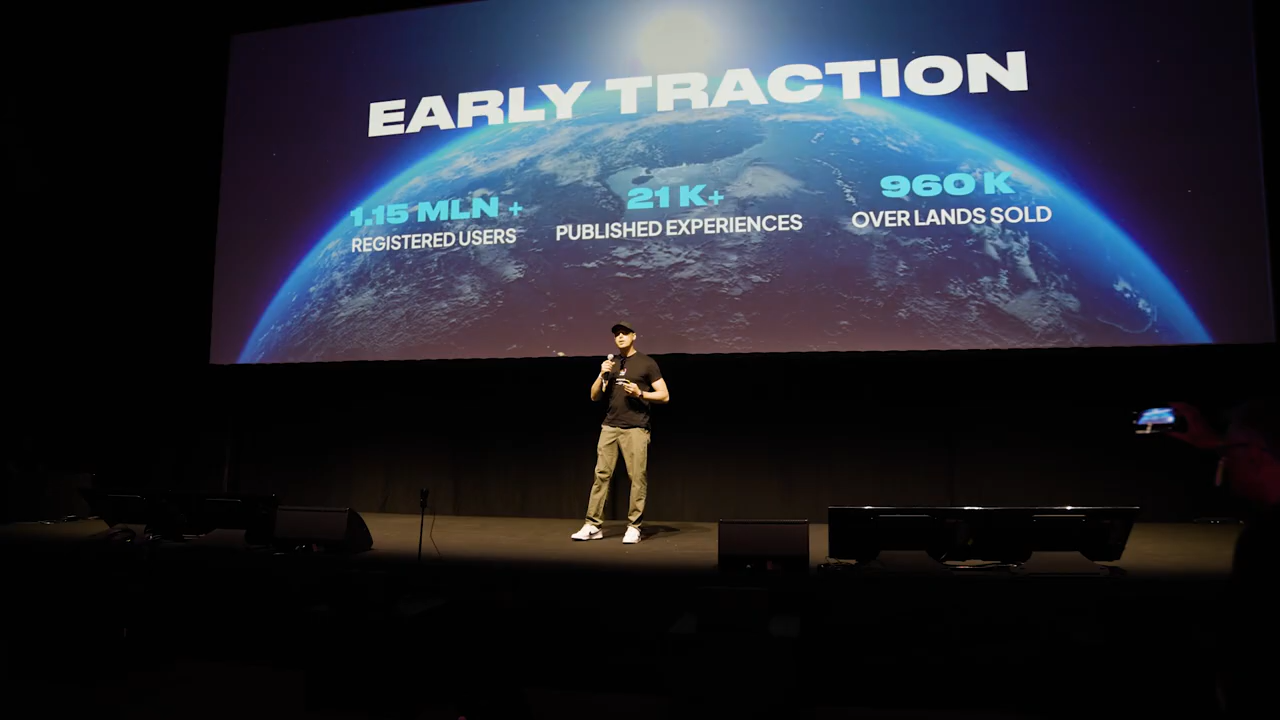 EARLY TRACTION
1.15 MLN +
REGISTERED USERS
21 K+
PUBLISHED EXPERIENCES
960 K
OVER LANDS SOLD